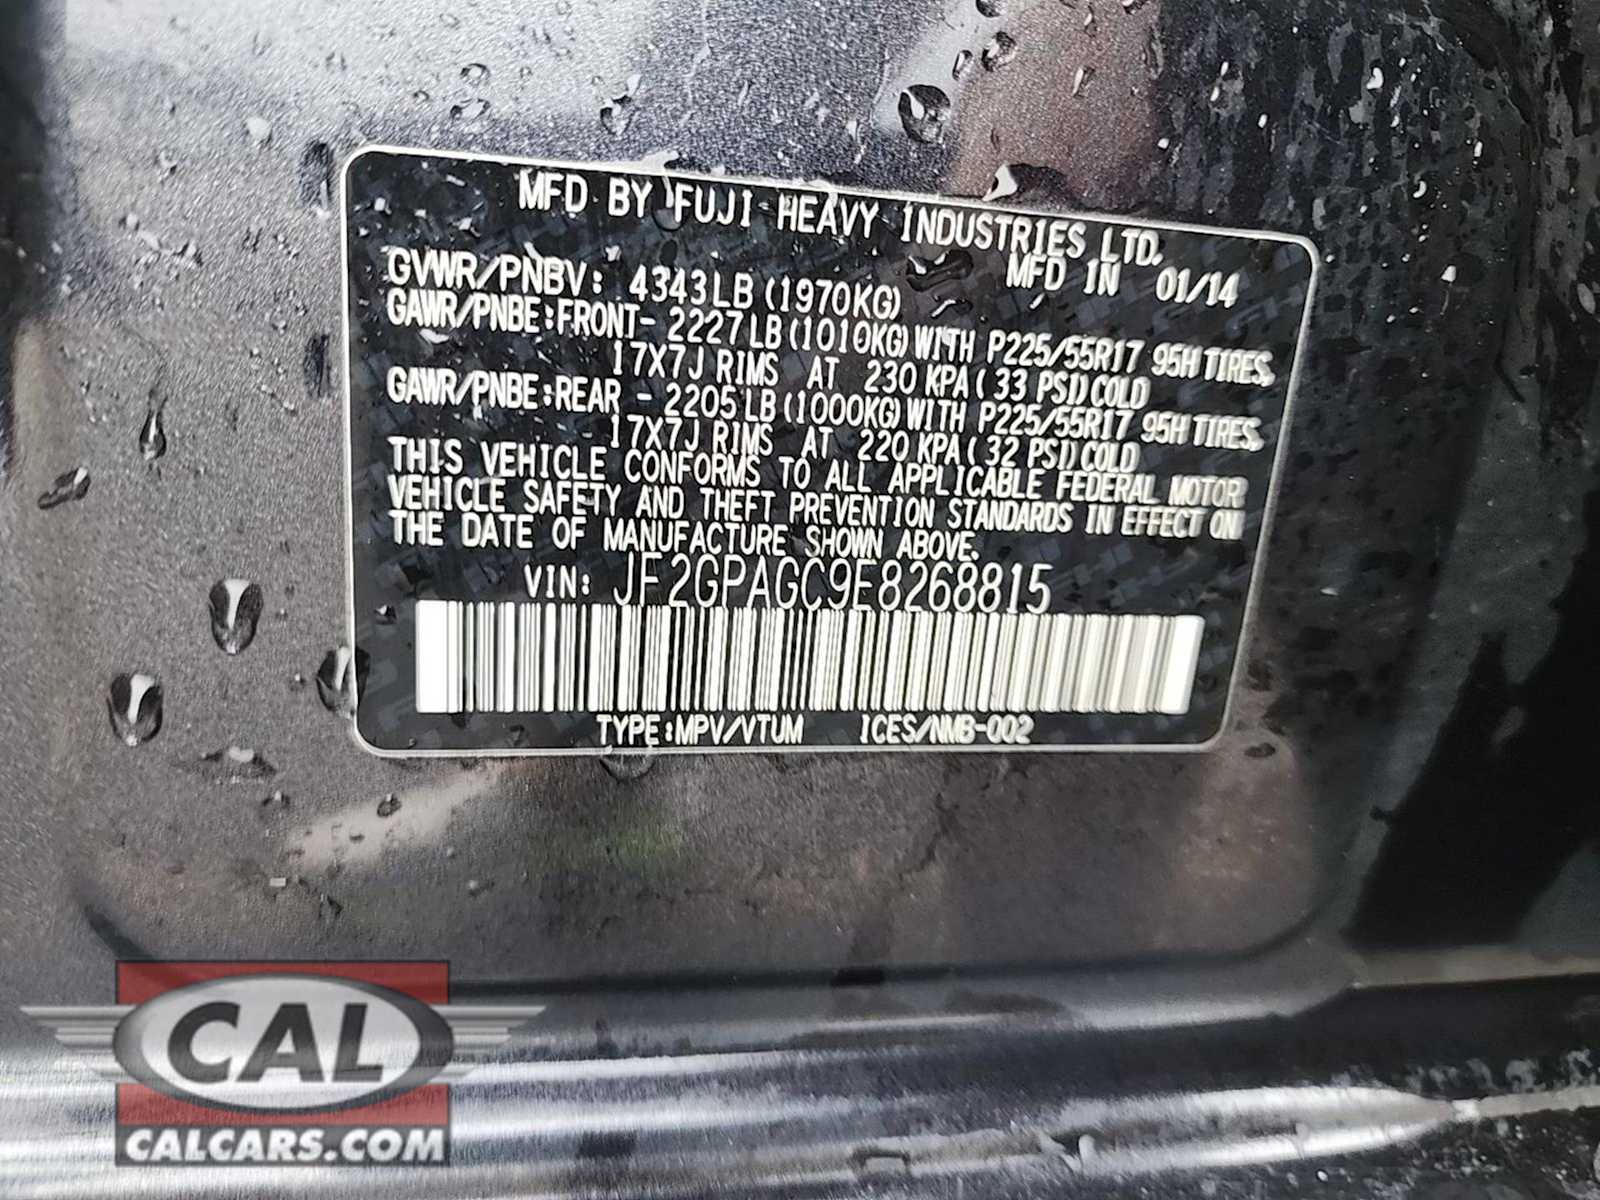 MFD BY FUJI HEAVY INDUSTRIES LTD.
GVWR/PNBV: 4343LB (1970KG) MFD IN 01/14
GAWR/PNBE:FRONT- 2227LB (1010KG) WITH P225/55R17 95H TIRES,
17X7J RIMS AT 230 KPA (33 PSI) COLD
GAWR/PNBE:REAR - 2205LB (1000KG) WITH P225/55R17 95H TIRES,
17X7J RIMS AT 220 KPA (32 PSI) COLD
THIS VEHICLE CONFORMS TO ALL APPLICABLE FEDERAL MOTOR
VEHICLE SAFETY AND THEFT PREVENTION STANDARDS IN EFFECT ON
THE DATE OF MANUFACTURE SHOWN ABOVE.
VIN: JF2GPAGC9E8268815
TYPE:MPV/VTUM ICES/NMB-002
CAL
CALCARS.COM